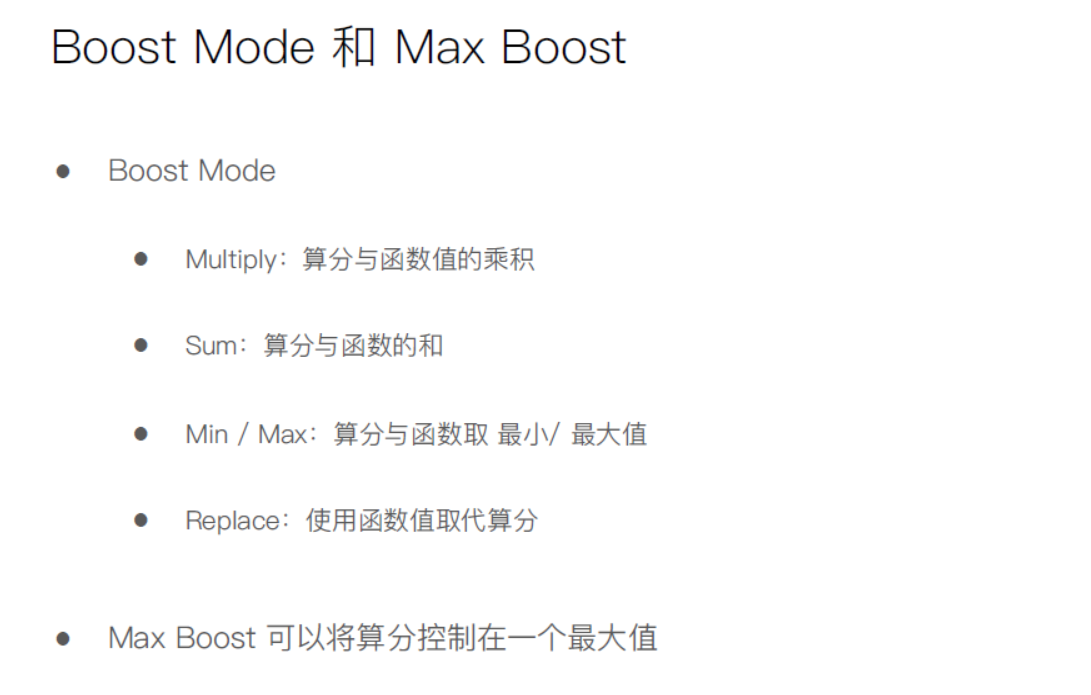 Boost Mode 和 Max Boost
● Boost Mode
● Multiply：算分与函数值的乘积
● Sum：算分与函数的和
● Min / Max：算分与函数取 最小/ 最大值
● Replace：使用函数值取代算分
● Max Boost 可以将算分控制在一个最大值